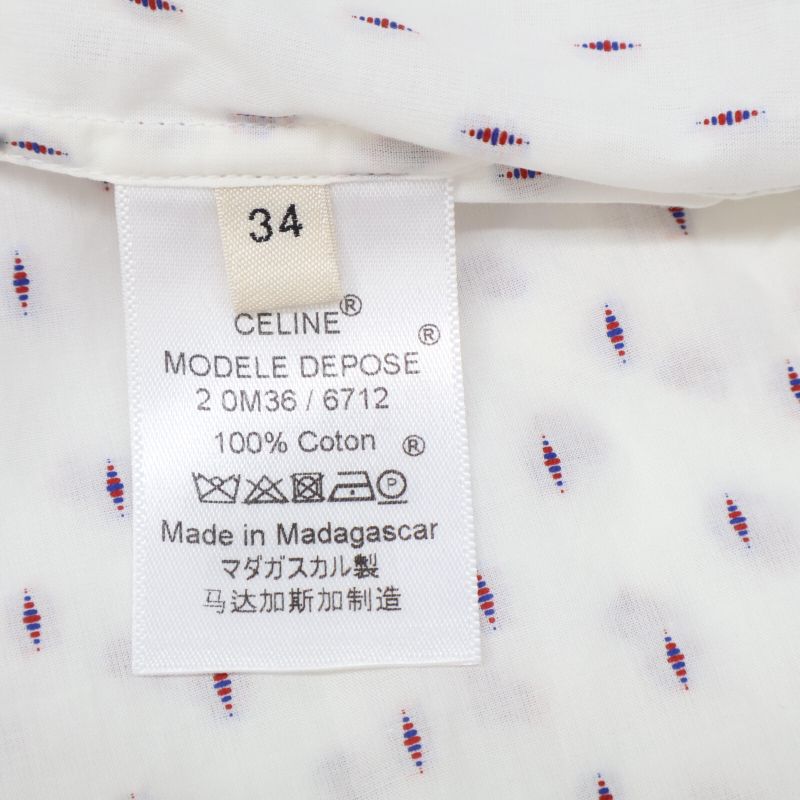 34
CELINE®
MODELE DEPOSE®
2 0M36 / 6712
100% Coton ®
P
Made in Madagascar
マダガスカル製
马达加斯加制造